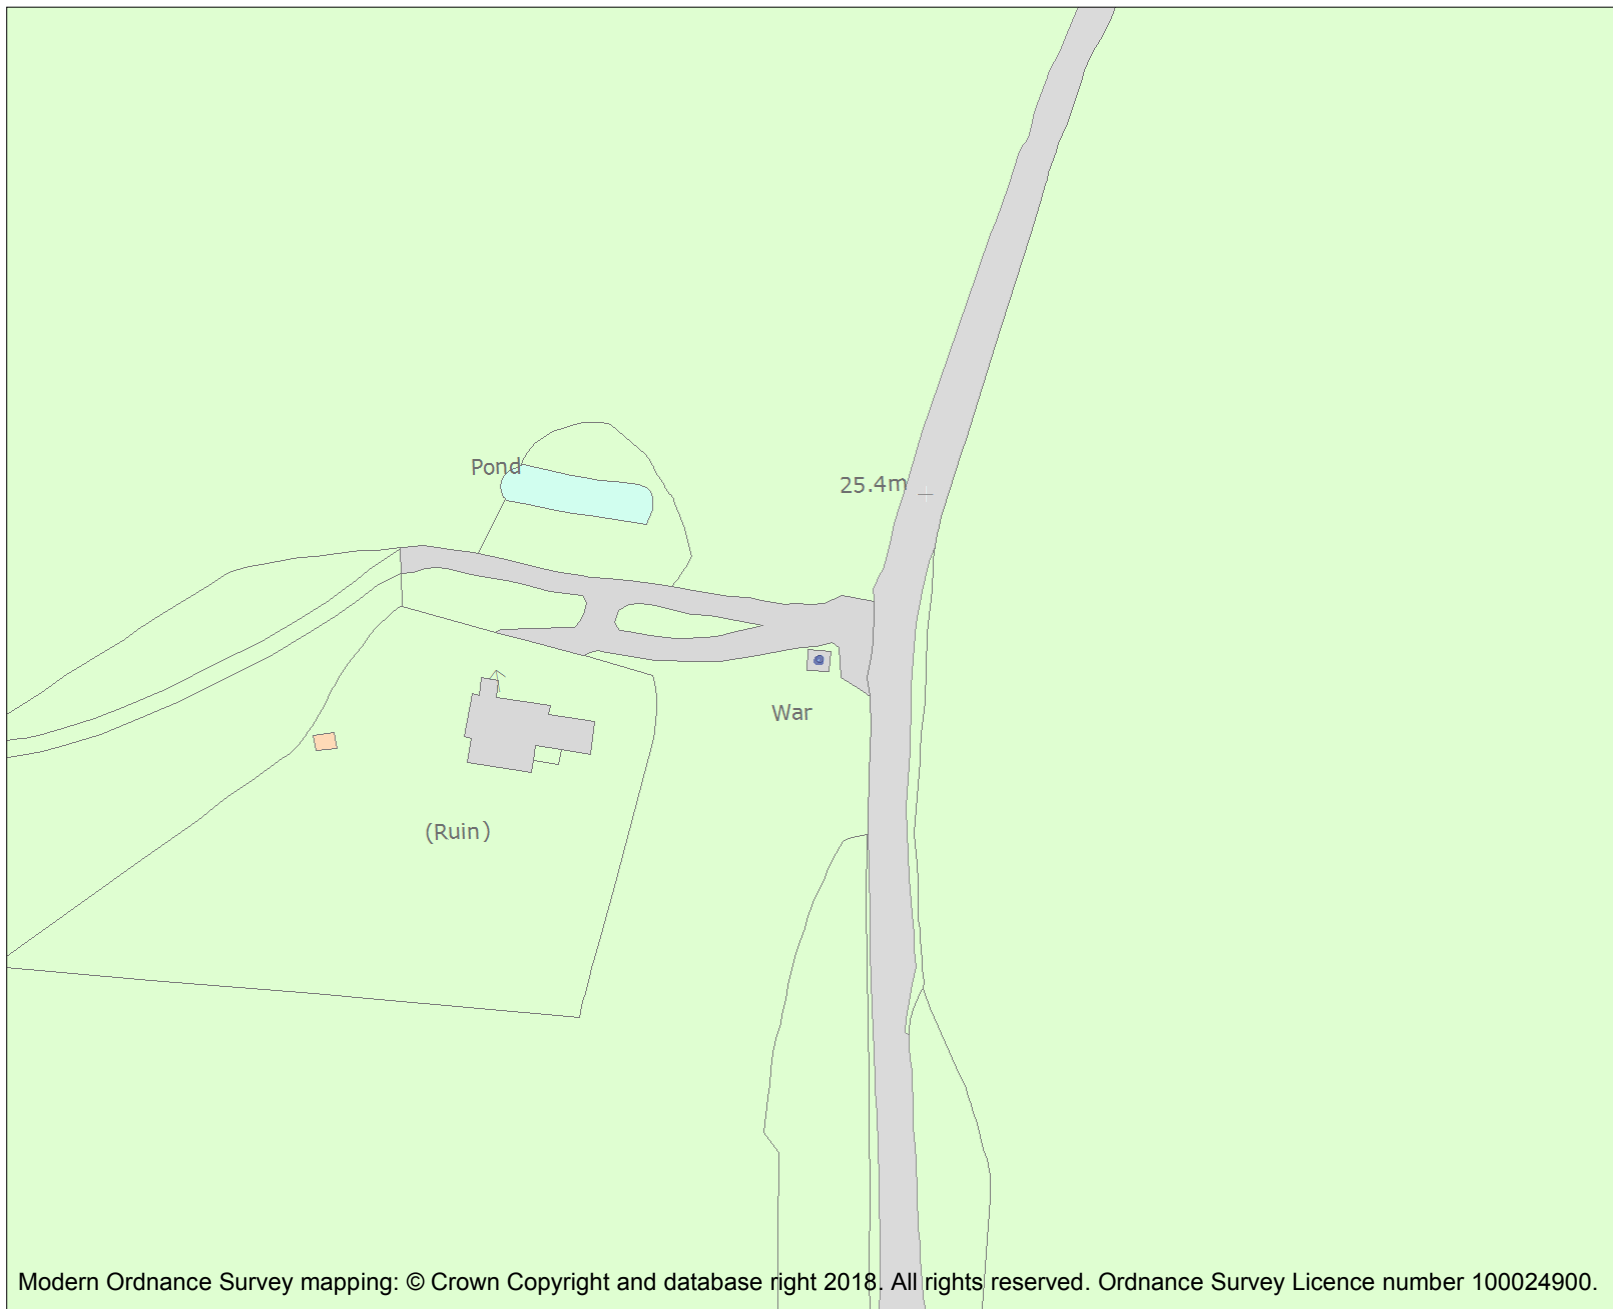 Pond
25.4m
War
(Ruin)
Modern Ordnance Survey mapping: © Crown Copyright and database right 2018. All rights reserved. Ordnance Survey Licence number 100024900.